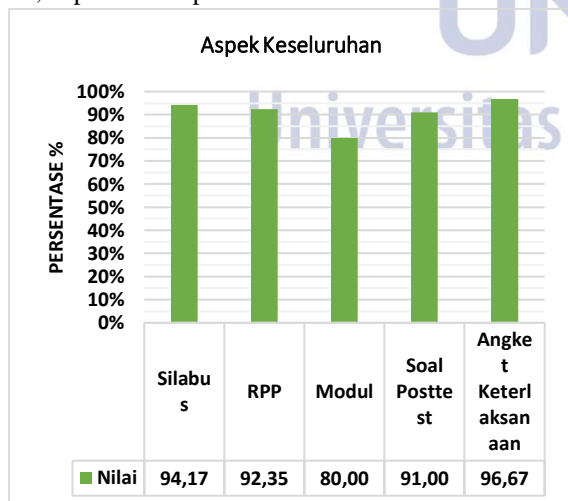 Aspek Keseluruhan
PERSENTASE %
100%
90%
80%
70%
60%
50%
40%
30%
20%
10%
0%
Silabu
s
RPP
Modul
Soal
Postte
st
Angke
t
Keterl
aksan
aan
Nilai 94,17 92,35 80,00 91,00 96,67
Universitas